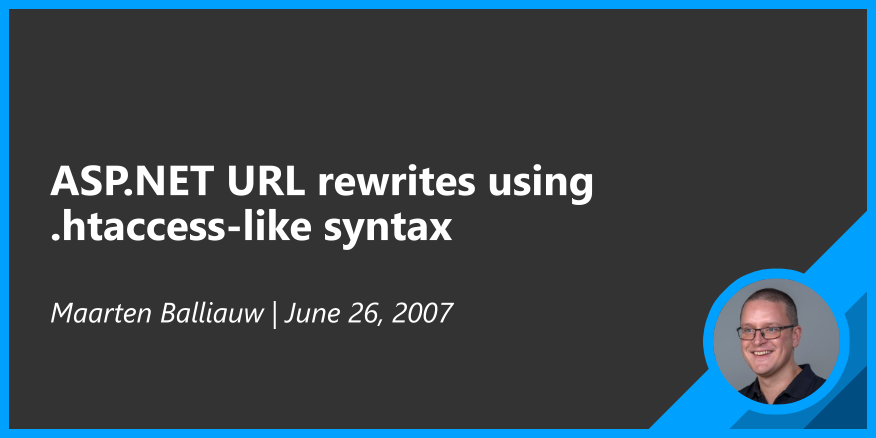 ASP.NET URL rewrites using
.htaccess-like syntax
Maarten Balliauw | June 26, 2007